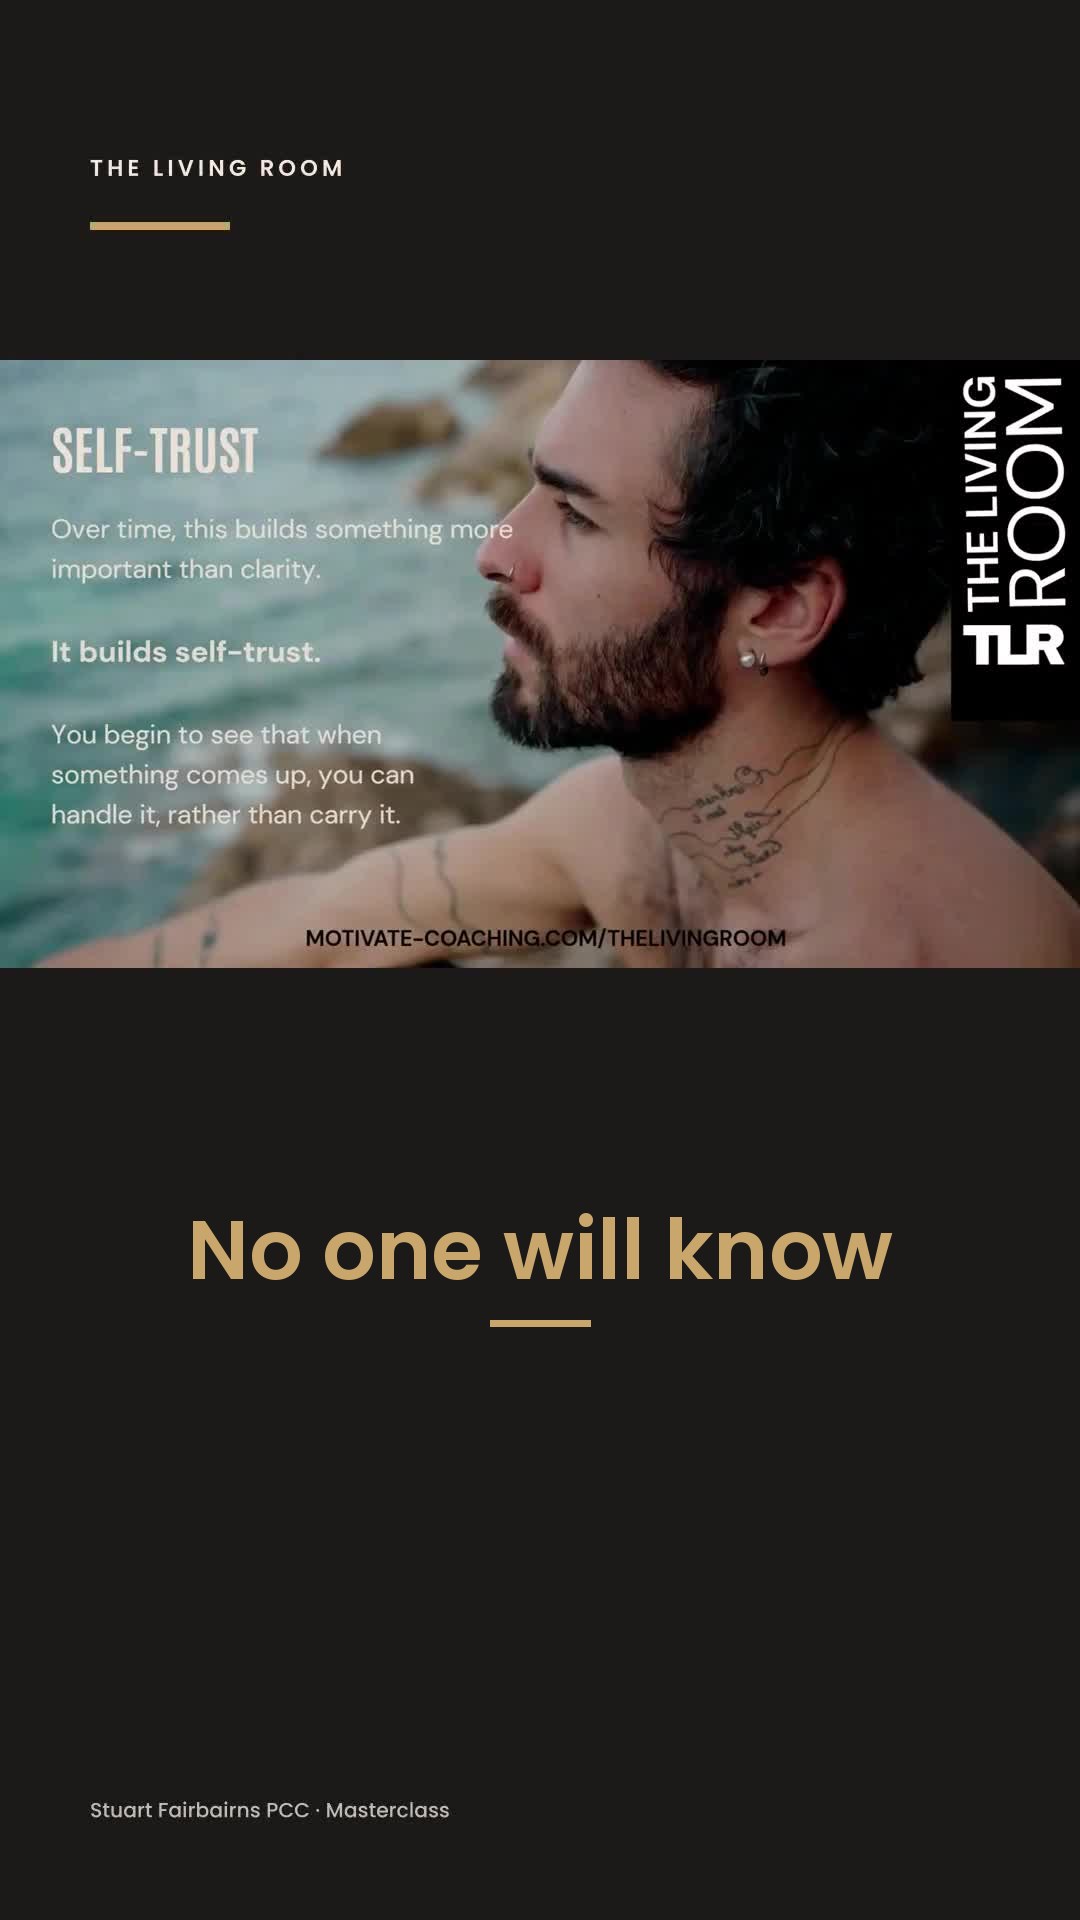 THE LIVING ROOM
SELF-TRUST
Over time, this builds something more
important than clarity.
It builds self-trust.
You begin to see that when
something comes up, you can
handle it, rather than carry it.
THE LIVING
ROOM
TLR
MOTIVATE-COACHING.COM/THELIVINGROOM
No one will know
Stuart Fairbairns PCC · Masterclass